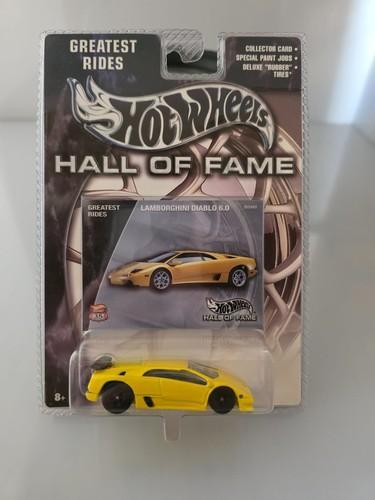 GREATEST
RIDES
COLLECTOR CARD •
SPECIAL PAINT JOBS •
DELUXE "RUBBER" •
TIRES
Hot Wheels
HALL OF FAME
GREATEST
RIDES
LAMBORGHINI DIABLO 6.0
35
Hot Wheels
HALL OF FAME
8+